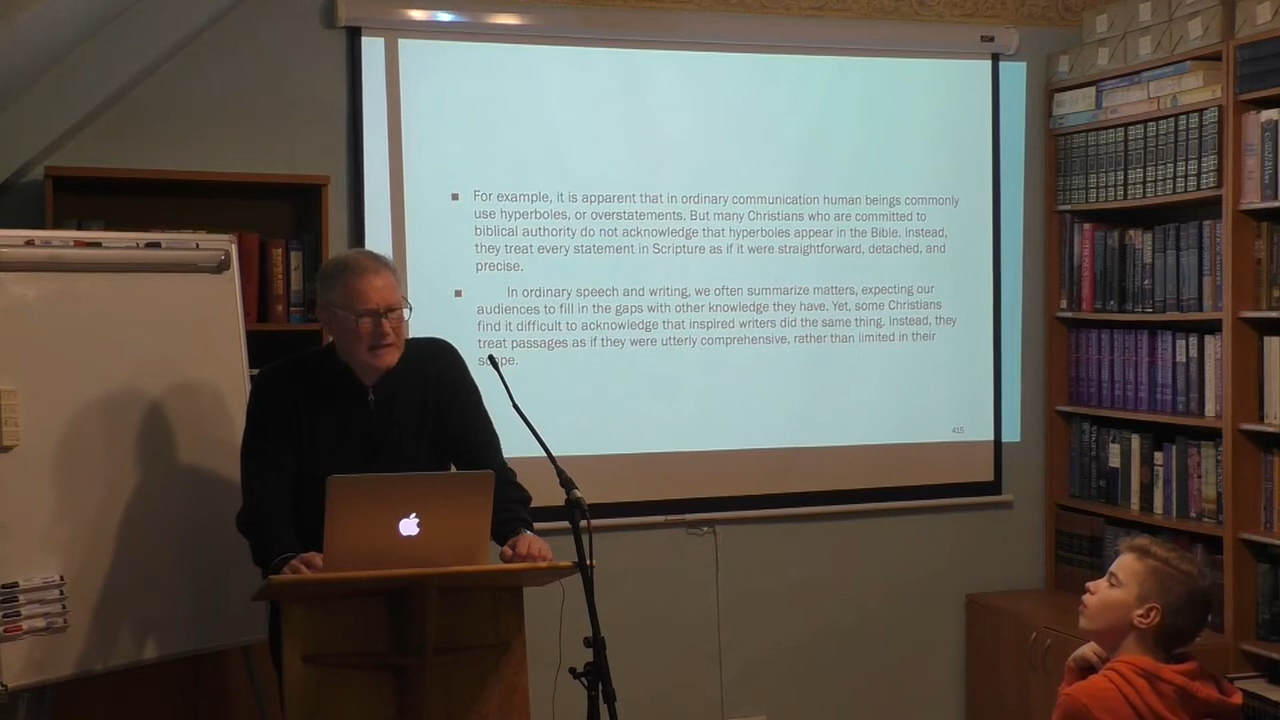 For example, it is apparent that in ordinary communication human beings commonly
use hyperboles, or overstatements. But many Christians who are committed to
biblical authority do not acknowledge that hyperboles appear in the Bible. Instead,
they treat every statement in Scripture as if it were straightforward, detached, and
precise.
In ordinary speech and writing, we often summarize matters, expecting our
audiences to fill in the gaps with other knowledge they have. Yet, some Christians
find it difficult to acknowledge that inspired writers did the same thing. Instead, they
treat passages as if they were utterly comprehensive, rather than limited in their
scope.
415